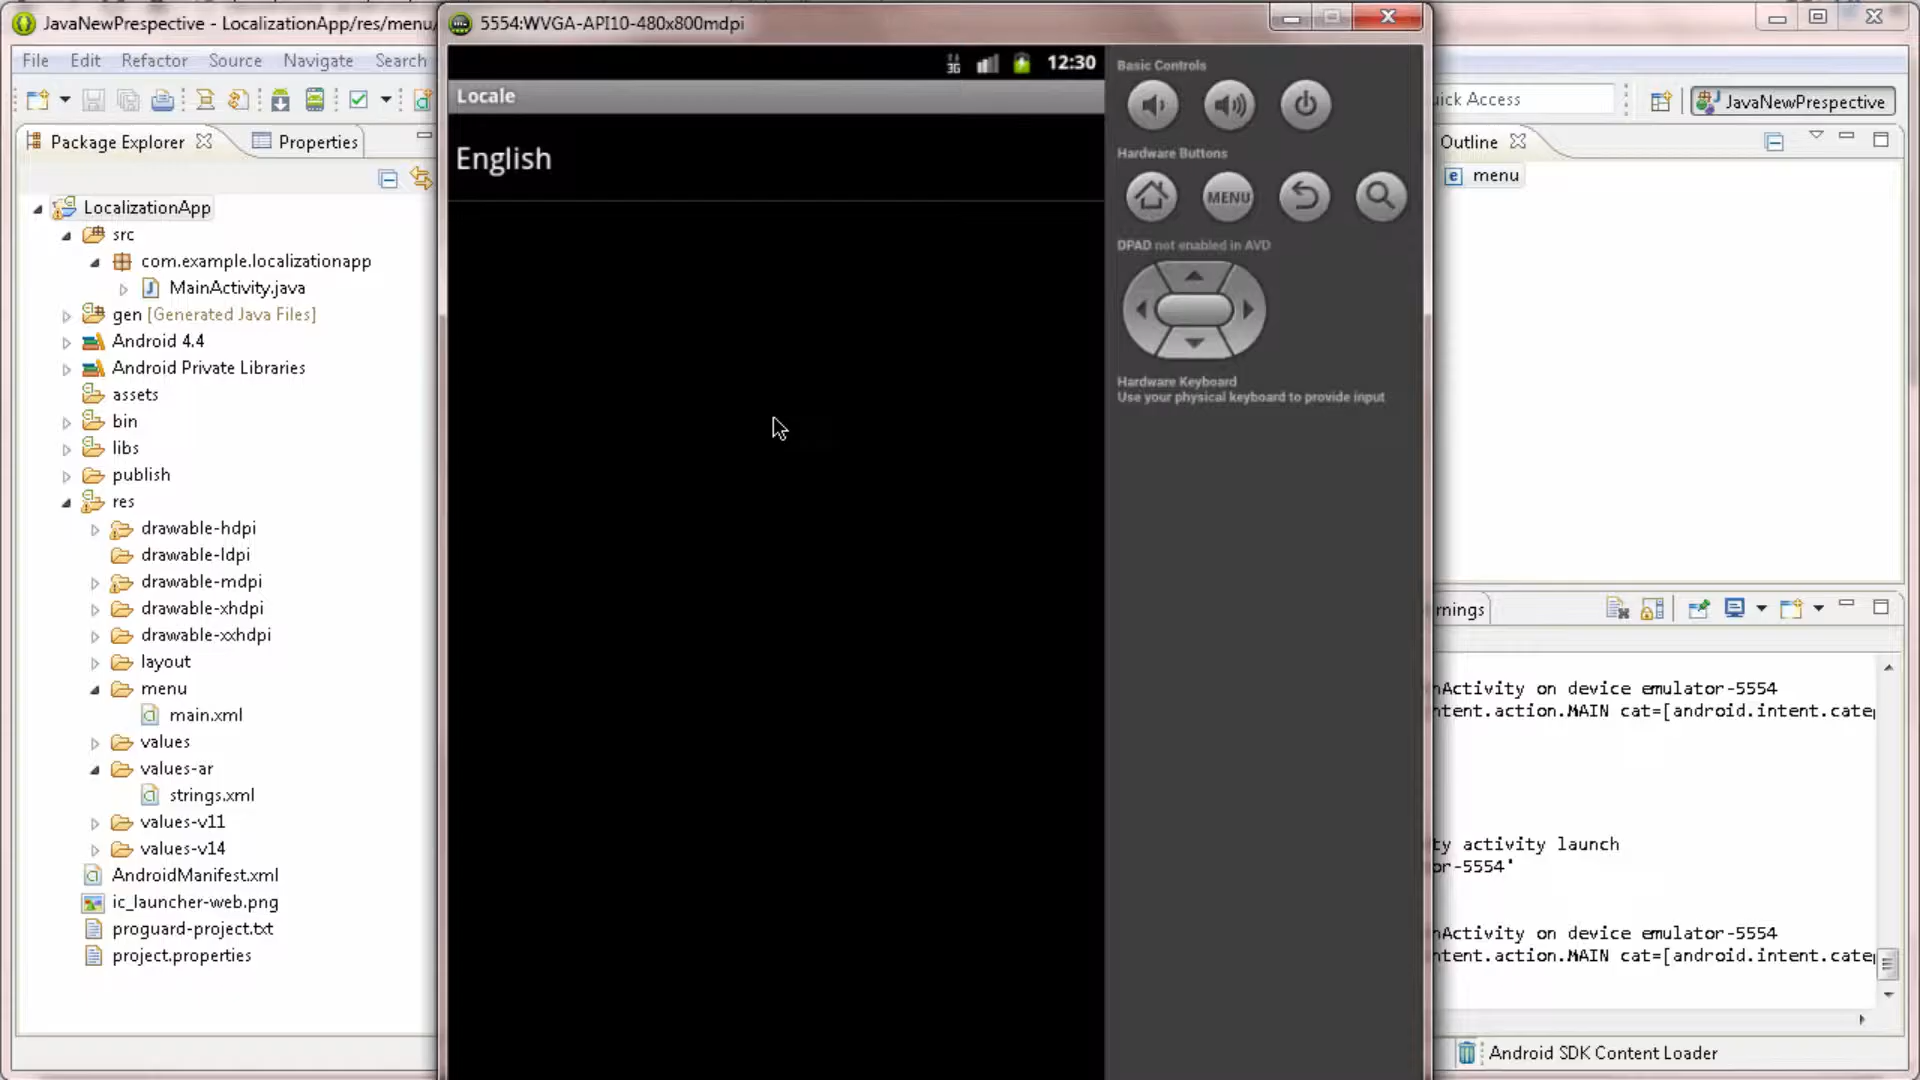 JavaNewPrespective - LocalizationApp/res/menu/
5554:WVGA-API10-480x800mdpi
File Edit Refactor Source Navigate Search
Quick Access
JavaNewPrespective
Package Explorer
Properties
LocalizationApp
src
com.example.localizationapp
MainActivity.java
gen [Generated Java Files]
Android 4.4
Android Private Libraries
assets
bin
libs
publish
res
drawable-hdpi
drawable-ldpi
drawable-mdpi
drawable-xhdpi
drawable-xxhdpi
layout
menu
main.xml
values
values-ar
strings.xml
values-v11
values-v14
AndroidManifest.xml
ic_launcher-web.png
proguard-project.txt
project.properties
3G
12:30
Locale
English
Basic Controls
Hardware Buttons
MENU
DPAD not enabled in AVD
Hardware Keyboard
Use your physical keyboard to provide input
Outline
menu
rnings
nActivity on device emulator-5554
ntent.action.MAIN cat=[android.intent.cate
ty activity launch
or-5554'
nActivity on device emulator-5554
ntent.action.MAIN cat=[android.intent.cate
Android SDK Content Loader